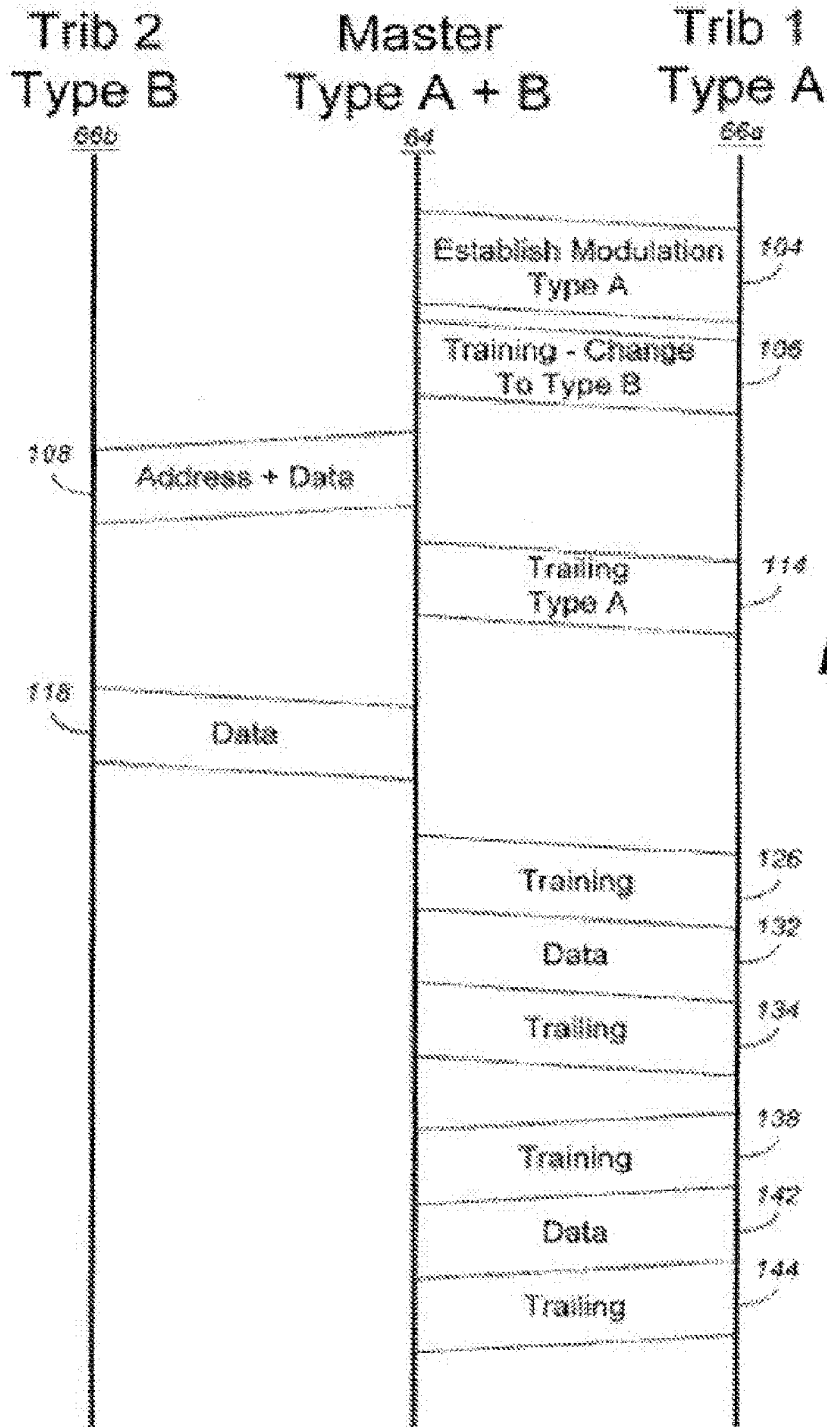 Trib 2
Type B
66b
Master
Type A + B
64
Trib 1
Type A
66a
Establish Modulation
Type A
104
Training - Change
To Type B
106
108
Address + Data
Trailing
Type A
114
118
Data
Training
126
Data
132
Trailing
134
Training
138
Data
142
Trailing
144